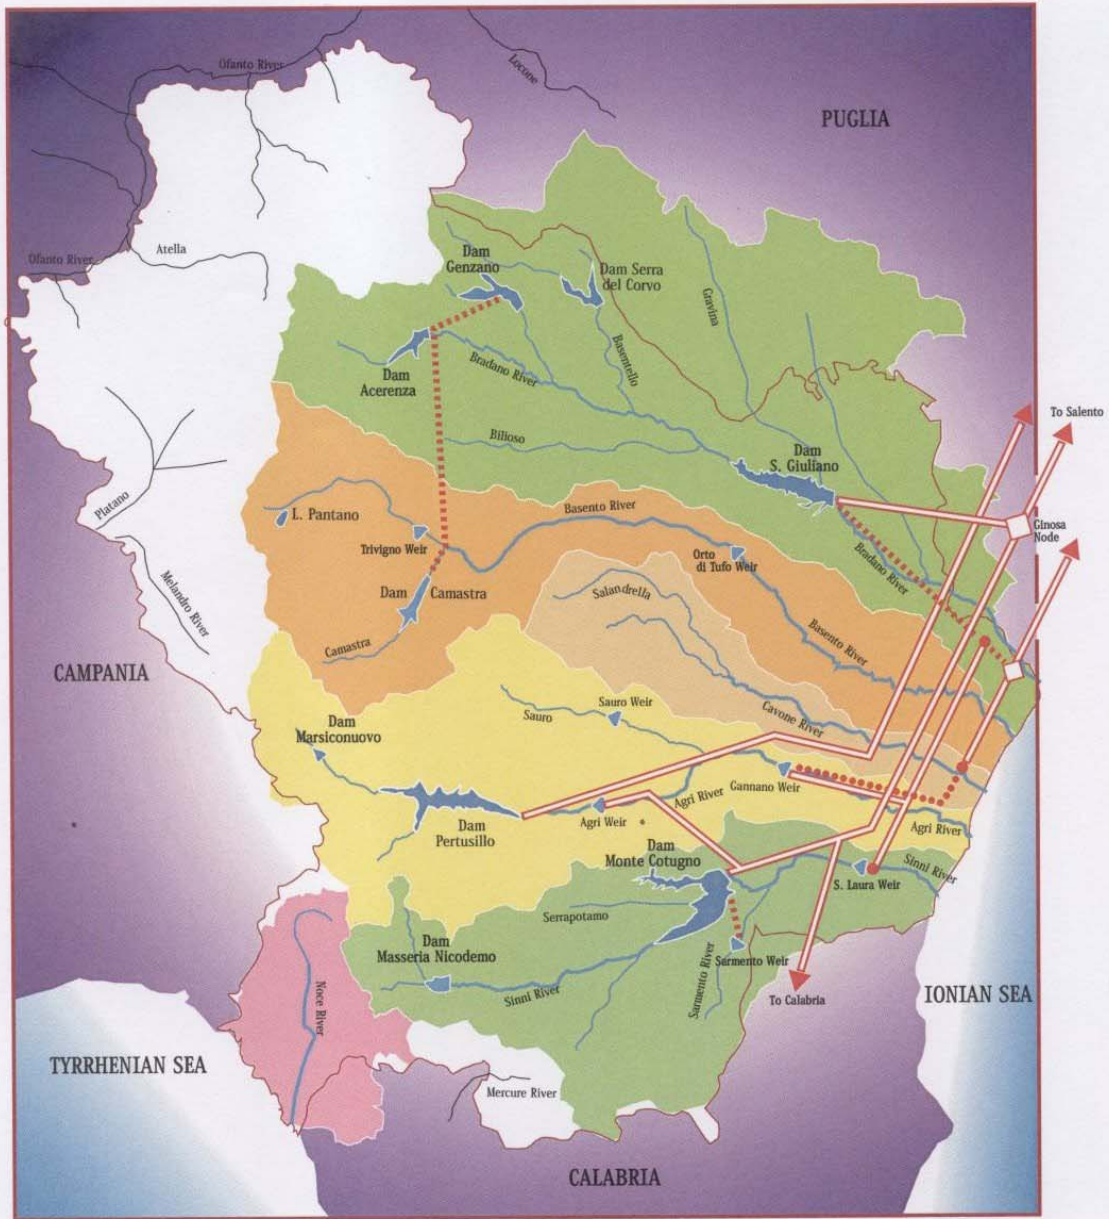 Ofanto River
Locone
PUGLIA
Ofanto River
Atella
Dam
Genzano
Dam Serra
del Corvo
Gravina
Dam
Acerenza
Bradano River
Basentello
Bilioso
Dam
S. Giuliano
To Salento
Ginosa
Node
Platano
L. Pantano
Trivigno Weir
Basento River
Orto
di Tufo Weir
Bradano River
Melandro River
Dam Camastra
Salandrella
Camastra
Basento River
CAMPANIA
Dam
Marsiconuovo
Sauro
Sauro Weir
Cavone River
Gannano Weir
Agri River
Agri Weir
Agri River
Dam
Pertusillo
Dam
Monte Cotugno
S. Laura Weir
Sinni River
Serrapotamo
Dam
Masseria Nicodemo
Sarmento Weir
Sarmento River
Sinni River
Noce River
To Calabria
IONIAN SEA
TYRRHENIAN SEA
Mercure River
CALABRIA